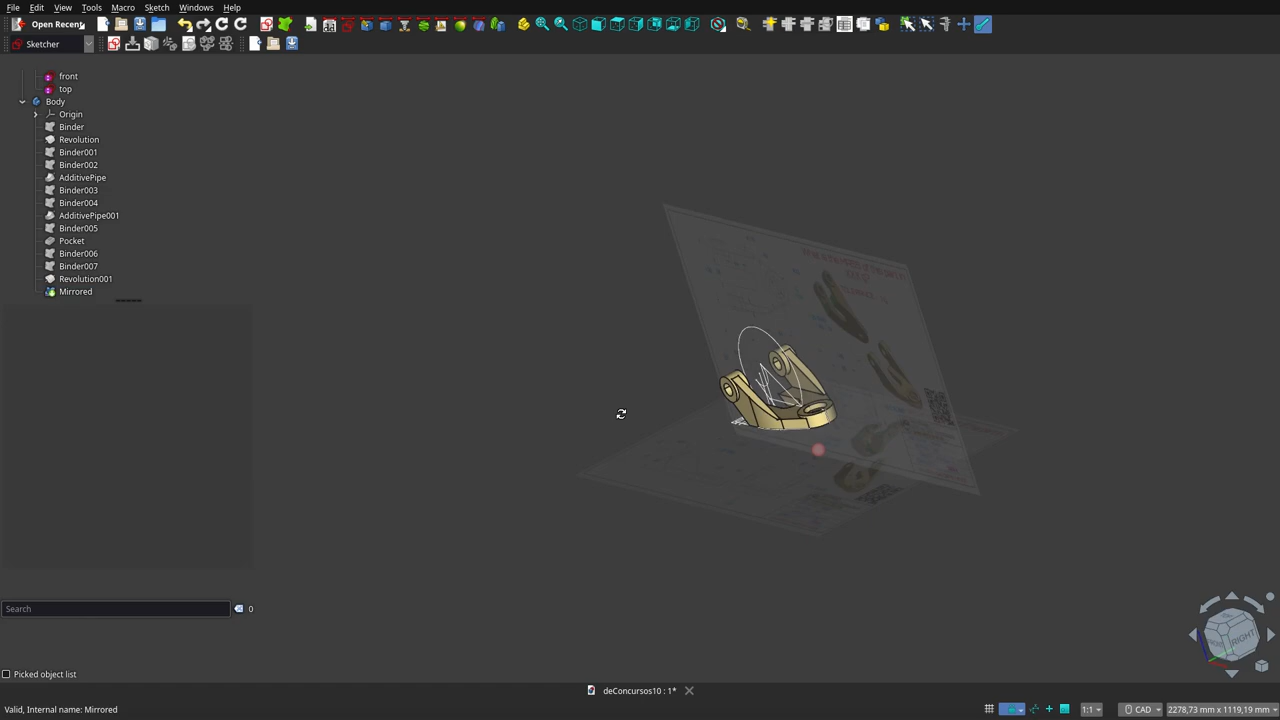 File Edit View Tools Macro Sketch Windows Help
Open Recent
Sketcher
front
top
Body
Origin
Binder
Revolution
Binder001
Binder002
AdditivePipe
Binder003
Binder004
AdditivePipe001
Binder005
Pocket
Binder006
Binder007
Revolution001
Mirrored
Search
0
Picked object list
RIGHT
deConcursos10 : 1*
Valid, Internal name: Mirrored
1:1
CAD
2278,73 mm x 1119,19 mm